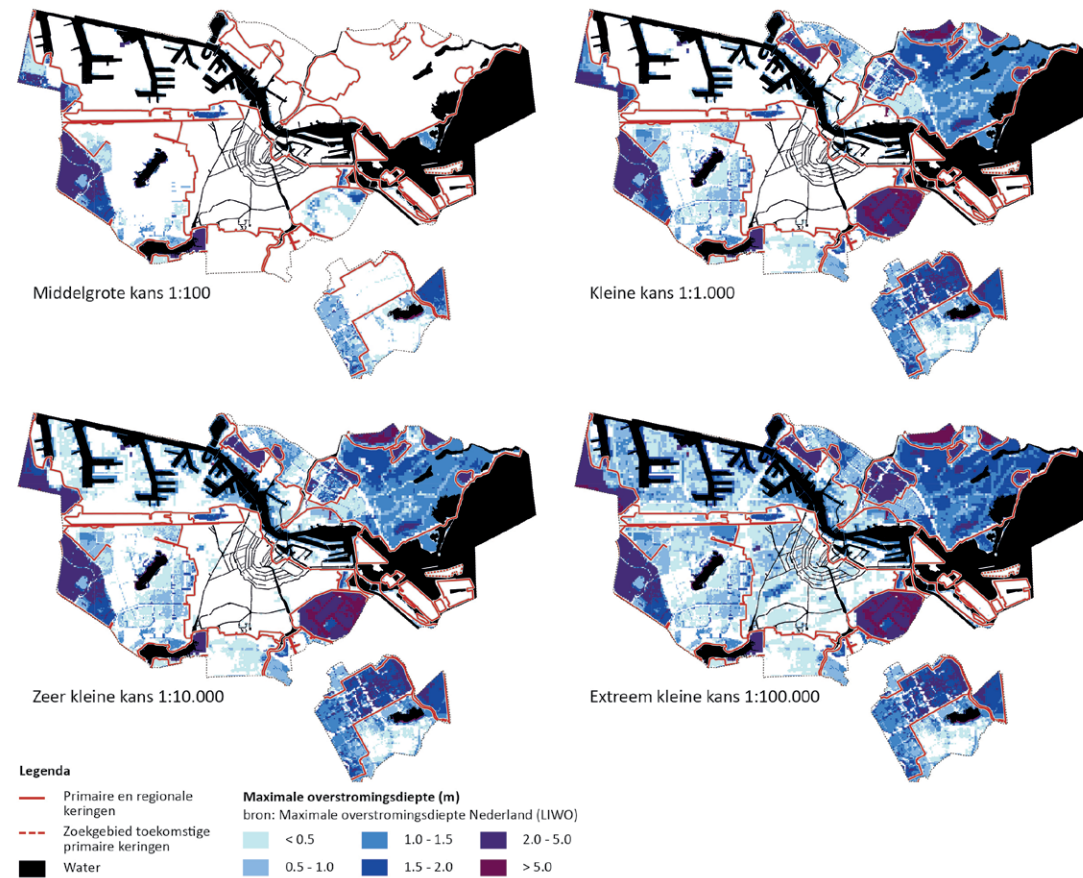 Middelgrote kans 1:100
Kleine kans 1:1.000
Zeer kleine kans 1:10.000
Extreem kleine kans 1:100.000
Legenda
Primaire en regionale
keringen
Zoekgebied toekomstige
primaire keringen
Water
Maximale overstromingsdiepte (m)
bron: Maximale overstromingsdiepte Nederland (LIWO)
< 0.5
1.0 - 1.5
2.0 - 5.0
0.5 - 1.0
1.5 - 2.0
> 5.0